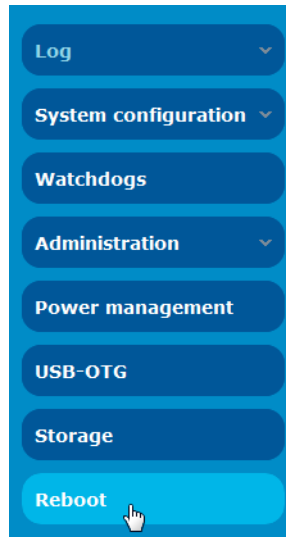 Log
System configuration
Watchdogs
Administration
Power management
USB-OTG
Storage
Reboot